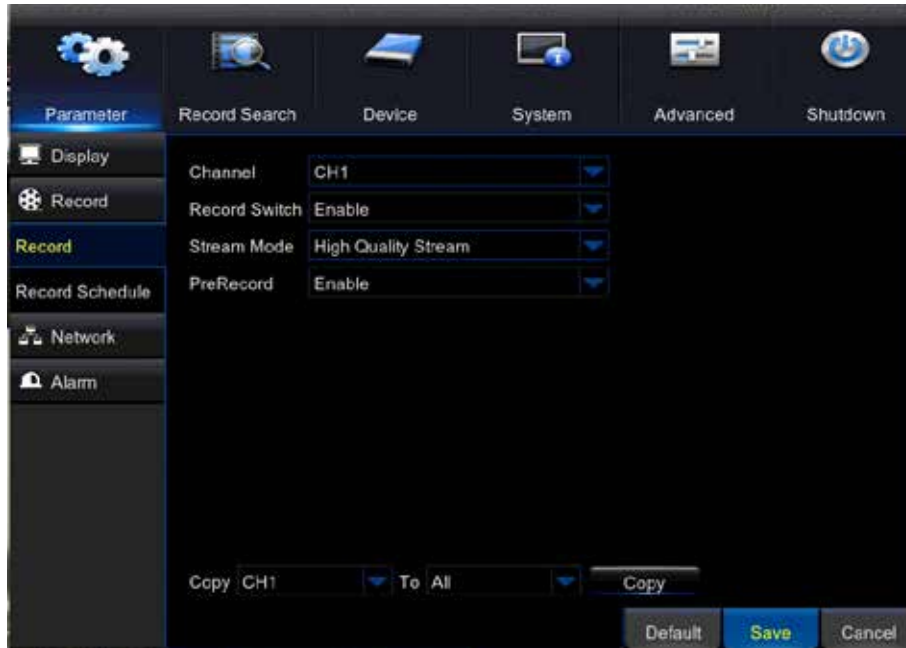 Parameter
Record Search
Device
System
Advanced
Shutdown
Display
Record
Record
Record Schedule
Network
Alarm
Channel CH1
Record Switch Enable
Stream Mode High Quality Stream
PreRecord Enable
Copy CH1 To All Copy
Default Save Cancel